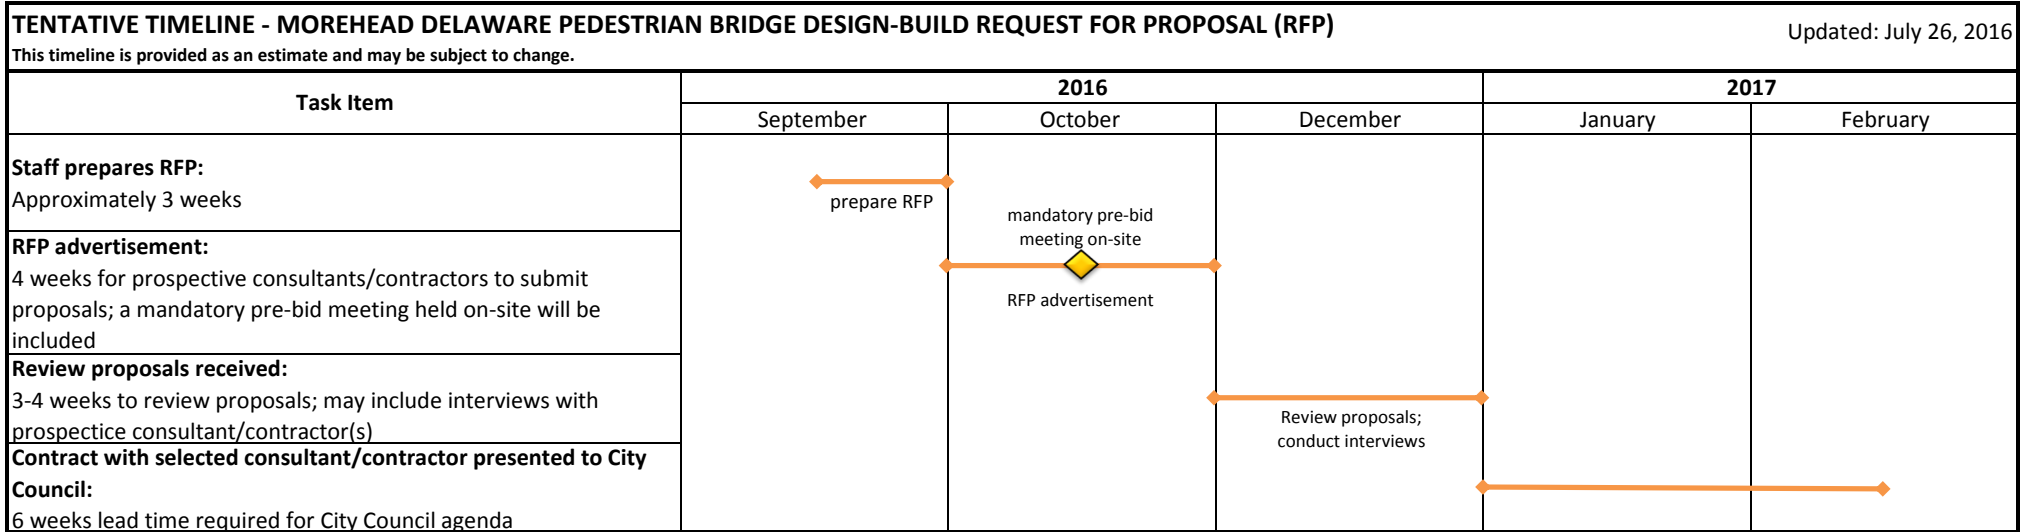 TENTATIVE TIMELINE - MOREHEAD DELAWARE PEDESTRIAN BRIDGE DESIGN-BUILD REQUEST FOR PROPOSAL (RFP)
Updated: July 26, 2016
This timeline is provided as an estimate and may be subject to change.
Task Item
2016
2017
September
October
December
January
February
Staff prepares RFP:
Approximately 3 weeks
prepare RFP
mandatory pre-bid
meeting on-site
RFP advertisement:
4 weeks for prospective consultants/contractors to submit
proposals; a mandatory pre-bid meeting held on-site will be
included
RFP advertisement
Review proposals received:
3-4 weeks to review proposals; may include interviews with
prospectice consultant/contractor(s)
Review proposals;
conduct interviews
Contract with selected consultant/contractor presented to City
Council:
6 weeks lead time required for City Council agenda